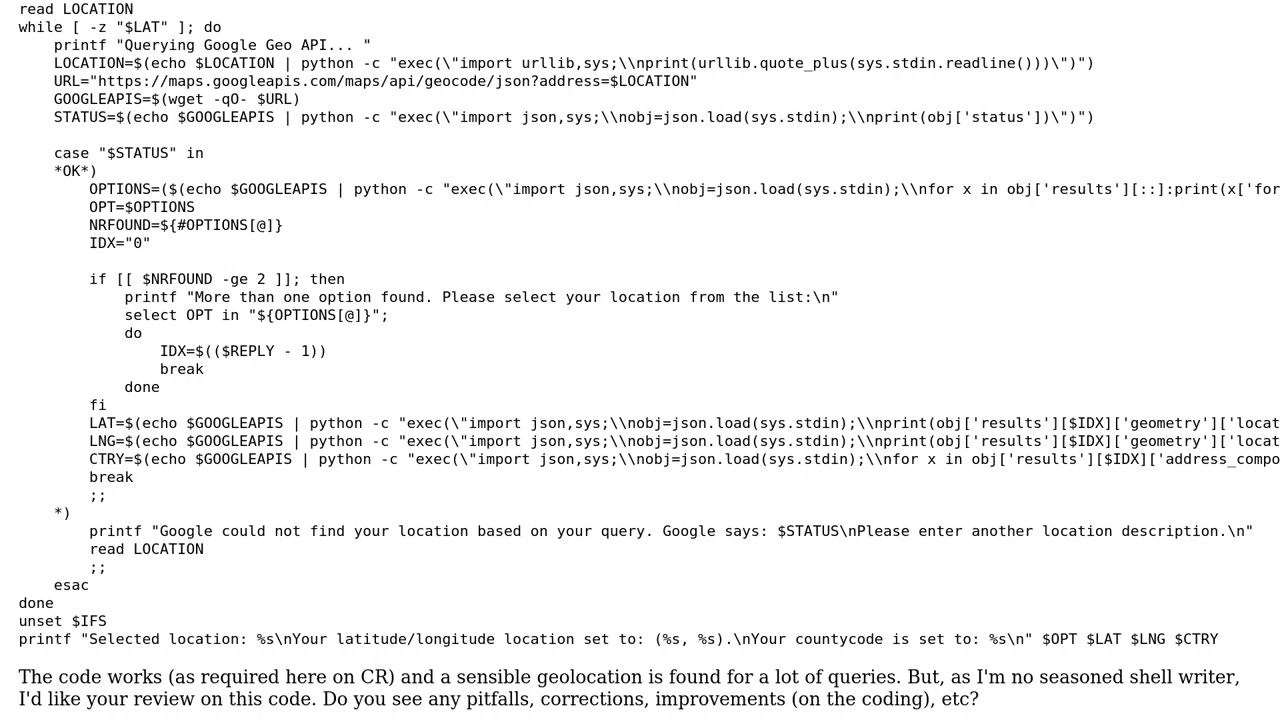 read LOCATION
while [ -z "$LAT" ]; do
    printf "Querying Google Geo API... "
    LOCATION=$(echo $LOCATION | python -c "exec(\"import urllib,sys;\\nprint(urllib.quote_plus(sys.stdin.readline()))\")")
    URL="https://maps.googleapis.com/maps/api/geocode/json?address=$LOCATION"
    GOOGLEAPIS=$(wget -qO- $URL)
    STATUS=$(echo $GOOGLEAPIS | python -c "exec(\"import json,sys;\\nobj=json.load(sys.stdin);\\nprint(obj['status'])\")")

    case "$STATUS" in
    *OK*)
        OPTIONS=($(echo $GOOGLEAPIS | python -c "exec(\"import json,sys;\\nobj=json.load(sys.stdin);\\nfor x in obj['results'][::]:print(x['for
        OPT=$OPTIONS
        NRFOUND=${#OPTIONS[@]}
        IDX="0"

        if [[ $NRFOUND -ge 2 ]]; then
            printf "More than one option found. Please select your location from the list:\n"
            select OPT in "${OPTIONS[@]}";
            do
                IDX=$(($REPLY - 1))
                break
            done
        fi
        LAT=$(echo $GOOGLEAPIS | python -c "exec(\"import json,sys;\\nobj=json.load(sys.stdin);\\nprint(obj['results'][$IDX]['geometry']['locat
        LNG=$(echo $GOOGLEAPIS | python -c "exec(\"import json,sys;\\nobj=json.load(sys.stdin);\\nprint(obj['results'][$IDX]['geometry']['locat
        CTRY=$(echo $GOOGLEAPIS | python -c "exec(\"import json,sys;\\nobj=json.load(sys.stdin);\\nfor x in obj['results'][$IDX]['address_compo
        break
        ;;
    *)
        printf "Google could not find your location based on your query. Google says: $STATUS\nPlease enter another location description.\n"
        read LOCATION
        ;;
    esac
done
unset $IFS
printf "Selected location: %s\nYour latitude/longitude location set to: (%s, %s).\nYour countycode is set to: %s\n" $OPT $LAT $LNG $CTRY

The code works (as required here on CR) and a sensible geolocation is found for a lot of queries. But, as I'm no seasoned shell writer,
I'd like your review on this code. Do you see any pitfalls, corrections, improvements (on the coding), etc?